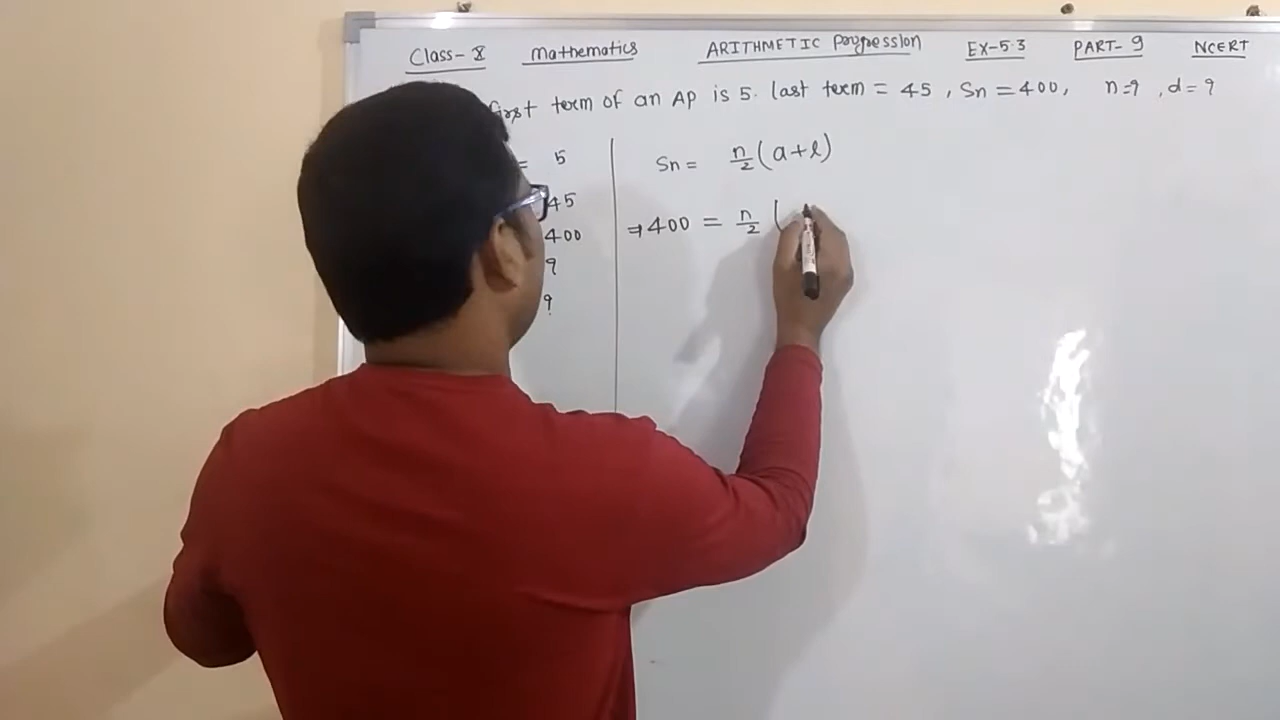 Class- X Mathematics ARITHMETIC Progression EX-5.3 PART-9 NCERT
first term of an AP is 5. last term = 45, Sn = 400, n=?, d=?
= 5
45
400
?
?
Sn = n/2 (a+l)
⇒ 400 = n/2 (